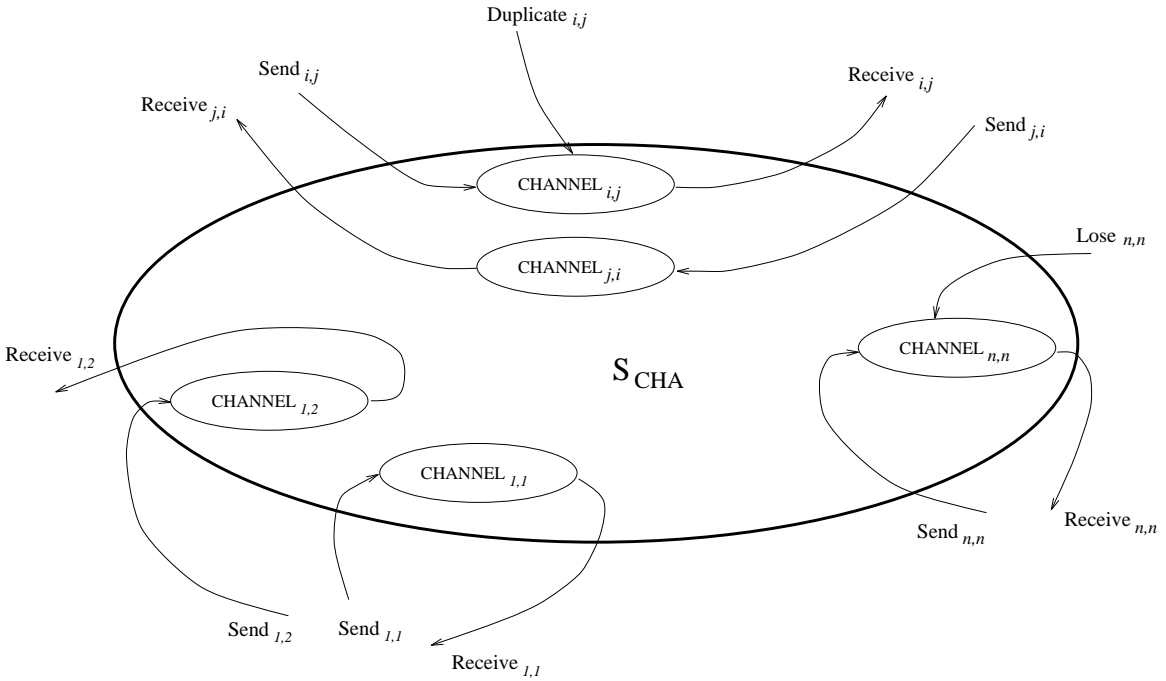 Duplicate i,j
Send i,j
Receive i,j
Receive j,i
Send j,i
CHANNEL i,j
Lose n,n
CHANNEL j,i
Receive 1,2
CHANNEL n,n
S CHA
CHANNEL 1,2
CHANNEL 1,1
Send n,n
Receive n,n
Send 1,2
Send 1,1
Receive 1,1